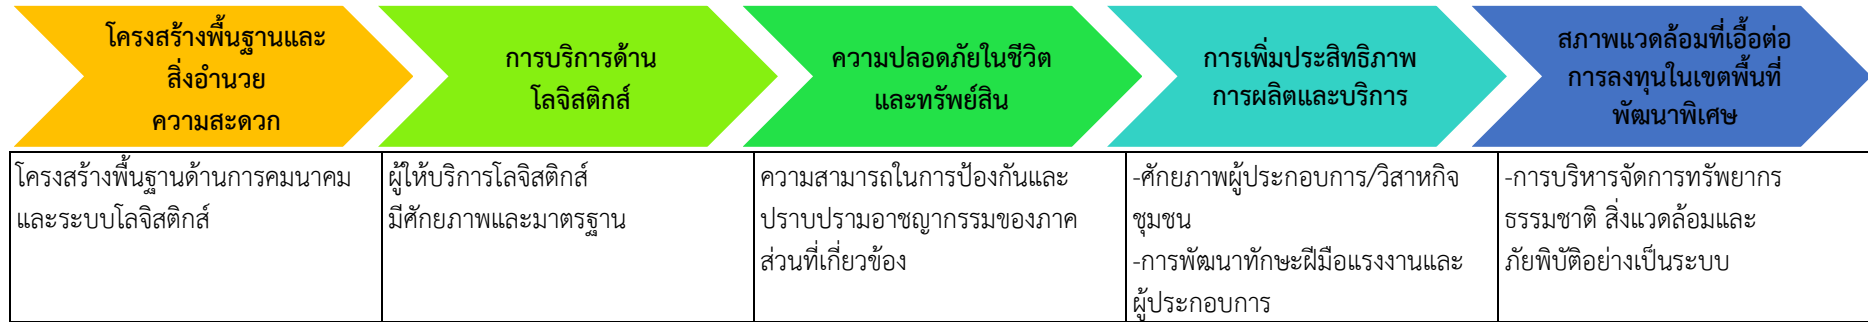 โครงสร้างพื้นฐานและ
สิ่งอำนวย
ความสะดวก
การบริการด้าน
โลจิสติกส์
ความปลอดภัยในชีวิต
และทรัพย์สิน
การเพิ่มประสิทธิภาพ
การผลิตและบริการ
สภาพแวดล้อมที่เอื้อต่อ
การลงทุนในเขตพื้นที่
พัฒนาพิเศษ
โครงสร้างพื้นฐานด้านการคมนาคม
และระบบโลจิสติกส์
ผู้ให้บริการโลจิสติกส์
มีศักยภาพและมาตรฐาน
ความสามารถในการป้องกันและ
ปราบปรามอาชญากรรมของภาค
ส่วนที่เกี่ยวข้อง
-ศักยภาพผู้ประกอบการ/วิสาหกิจ
ชุมชน
-การพัฒนาทักษะฝีมือแรงงานและ
ผู้ประกอบการ
-การบริหารจัดการทรัพยากร
ธรรมชาติ สิ่งแวดล้อมและ
ภัยพิบัติอย่างเป็นระบบ